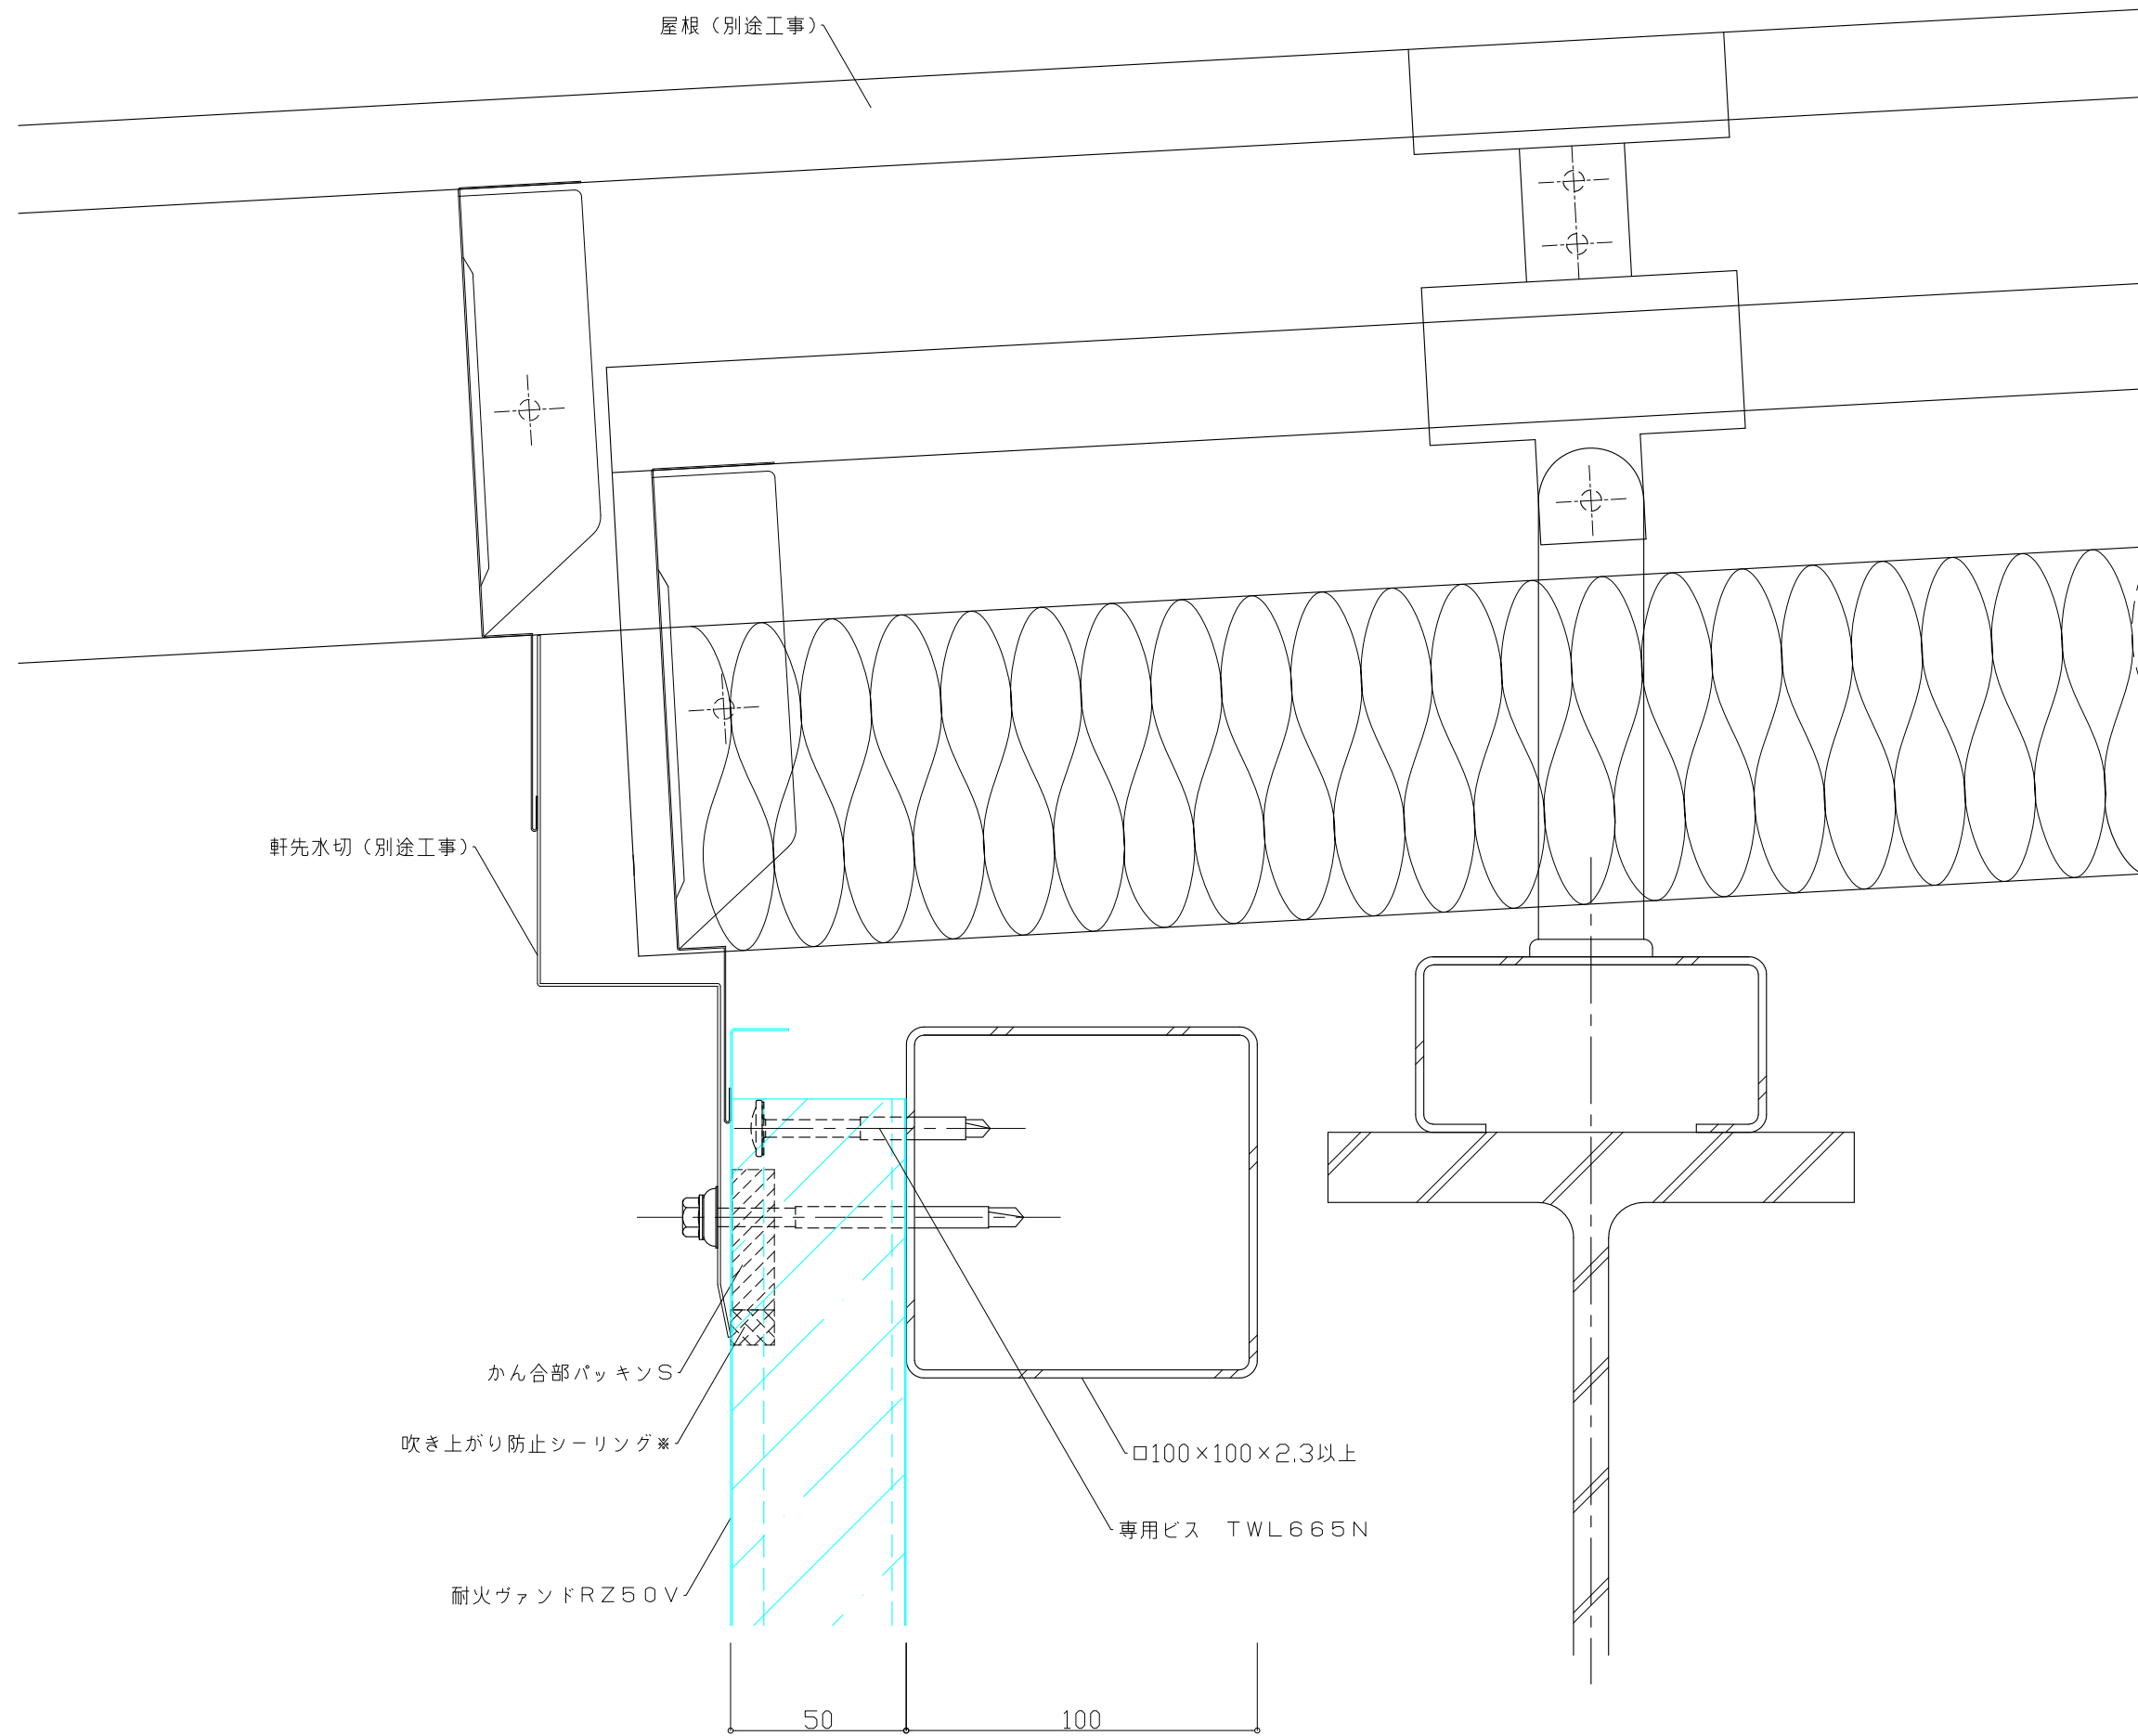 屋根（別途工事）
軒先水切（別途工事）
かん合部パッキンＳ
吹き上がり防止シーリング※
□100×100×2.3以上
専用ビス　ＴＷＬ６６５Ｎ
耐火ヴァンドＲＺ５０Ｖ
50
100